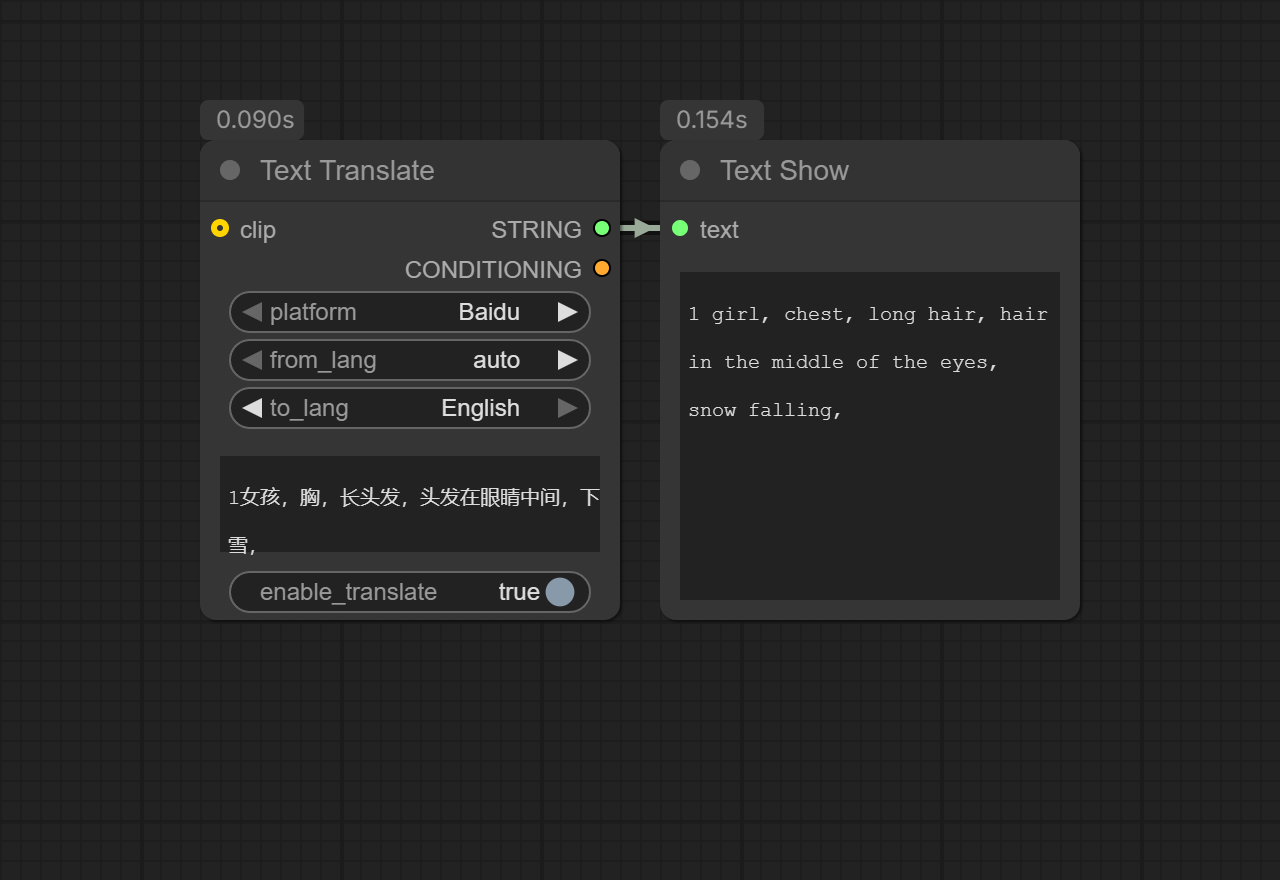 0.090s
Text Translate
clip
STRING
CONDITIONING
platform Baidu
from_lang auto
to_lang English
1女孩，胸，长头发，头发在眼睛中间，下
雪，
enable_translate true
0.154s
Text Show
text
1 girl, chest, long hair, hair
in the middle of the eyes,
snow falling,